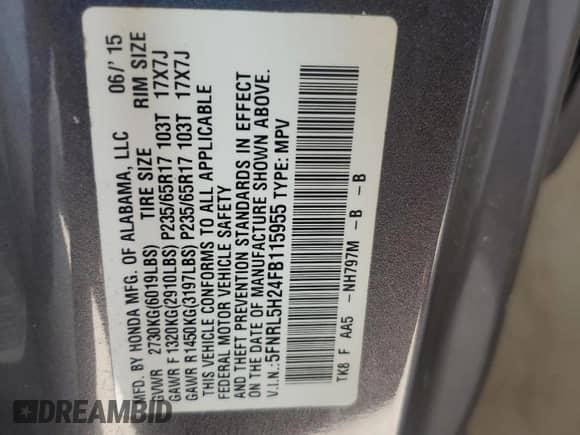 MFD. BY HONDA MFG. OF ALABAMA, LLC 06/' 15
GVWR 2730KG(6019LBS) TIRE SIZE RIM SIZE
GAWR F 1320KG(2910LBS) P235/65R17 103T 17X7J
GAWR R1450KG(3197LBS) P235/65R17 103T 17X7J
THIS VEHICLE CONFORMS TO ALL APPLICABLE
FEDERAL MOTOR VEHICLE SAFETY
AND THEFT PREVENTION STANDARDS IN EFFECT
ON THE DATE OF MANUFACTURE SHOWN ABOVE.
V.I.N.:5FNRL5H24FB115955 TYPE: MPV
TK8 F AA5 -NH797M -B -B
DREAMBID